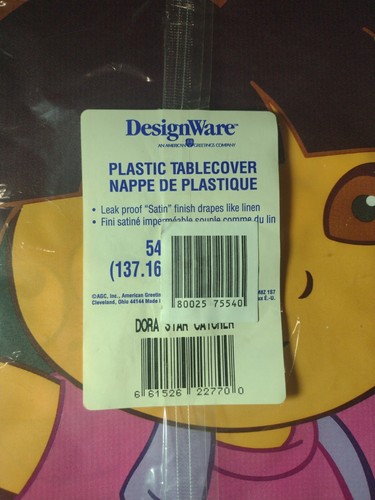 DesignWare™
AN AMERICAN GREETINGS COMPANY
PLASTIC TABLECOVER
NAPPE DE PLASTIQUE
• Leak proof "Satin" finish drapes like linen
• Fini satiné imperméable souple comme du lin
54
(137.16
©AGC, Inc., American Greeti
Cleveland, Ohio 44144 Made
80025 75540
DORA STAR CATCHER
6 61526 22770 0